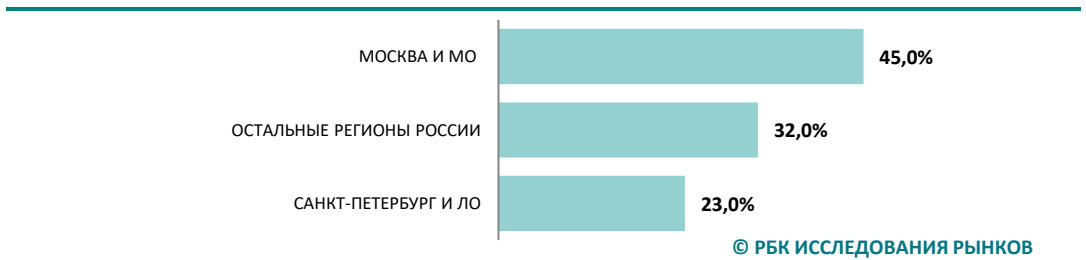 МОСКВА И МО 45,0%
ОСТАЛЬНЫЕ РЕГИОНЫ РОССИИ 32,0%
САНКТ-ПЕТЕРБУРГ И ЛО 23,0%
© РБК ИССЛЕДОВАНИЯ РЫНКОВ